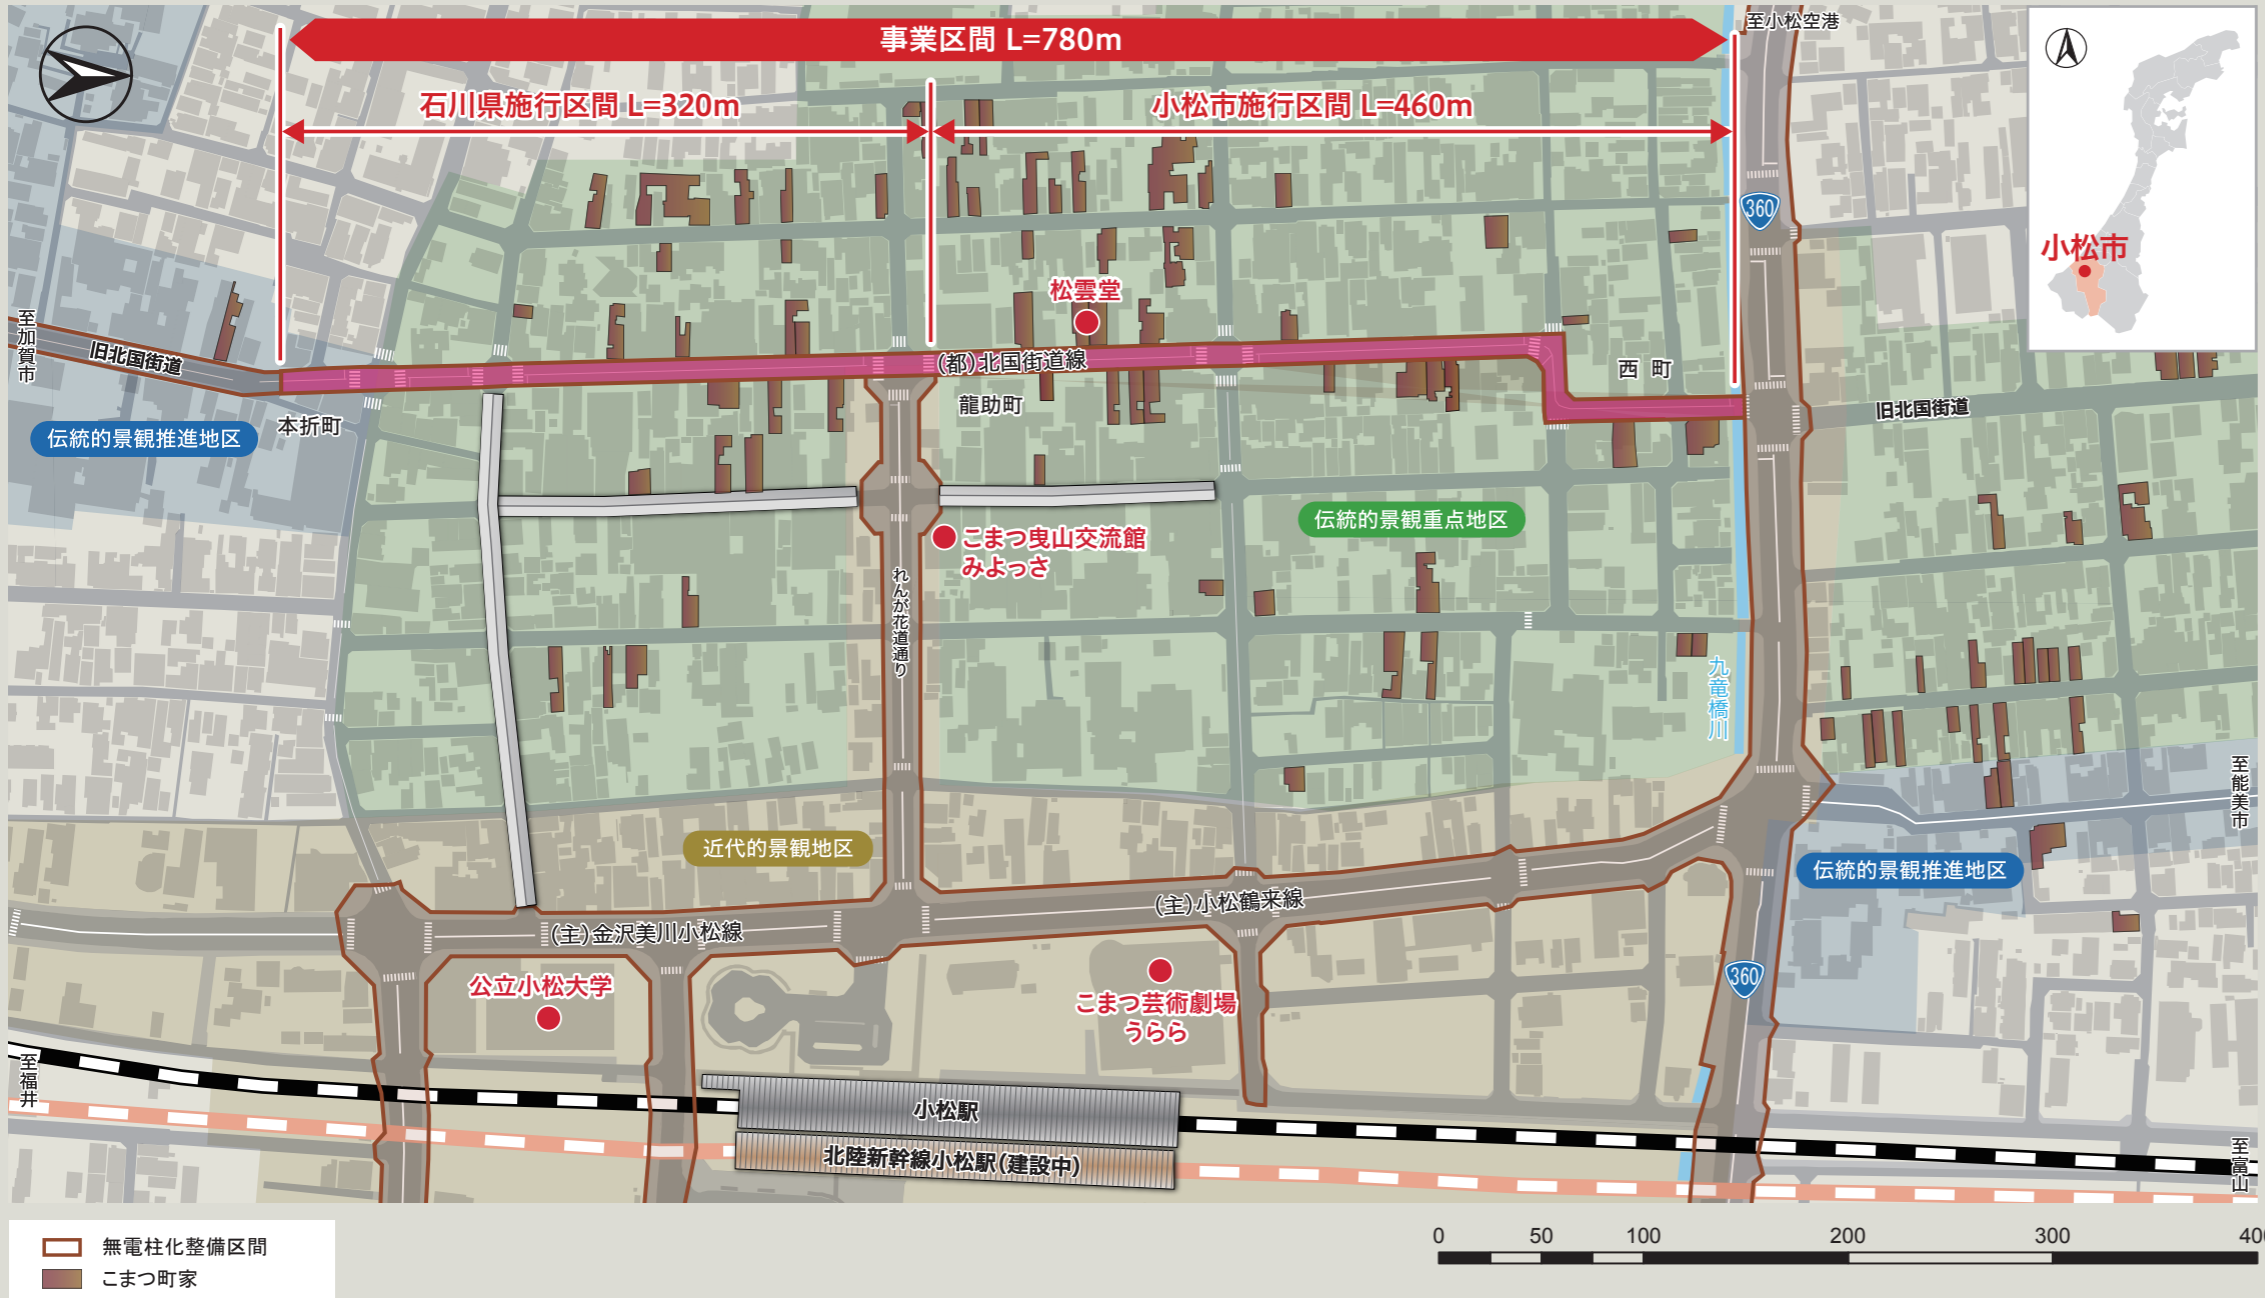 事業区間 L=780m
至小松空港
石川県施行区間 L=320m
小松市施行区間 L=460m
360
小松市
松雲堂
至加賀市
旧北国街道
(都)北国街道線
西 町
龍助町
旧北国街道
本折町
伝統的景観推進地区
伝統的景観重点地区
こまつ曳山交流館
みよっさ
れんが花道通り
九竜橋川
至能美市
近代的景観地区
伝統的景観推進地区
(主)小松鶴来線
(主)金沢美川小松線
360
公立小松大学
こまつ芸術劇場
うらら
至福井
小松駅
北陸新幹線小松駅(建設中)
至富山
無電柱化整備区間
こまつ町家
0 50 100 200 300